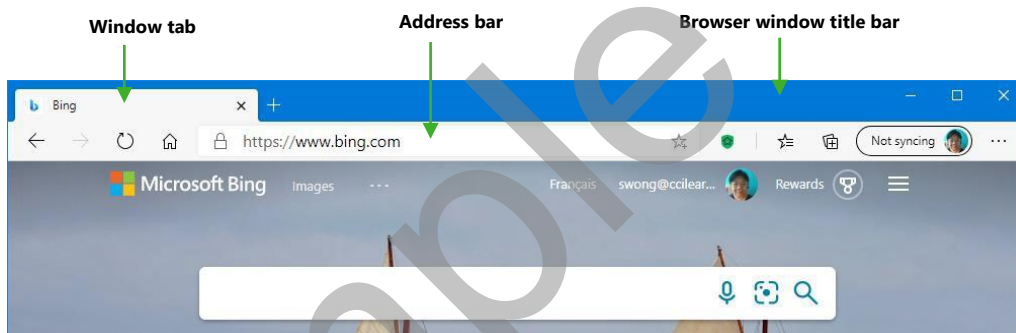 Window tab
Address bar
Browser window title bar
Bing
https://www.bing.com
Not syncing
Microsoft Bing
Images
Français
swong@ccilear...
Rewards
ple